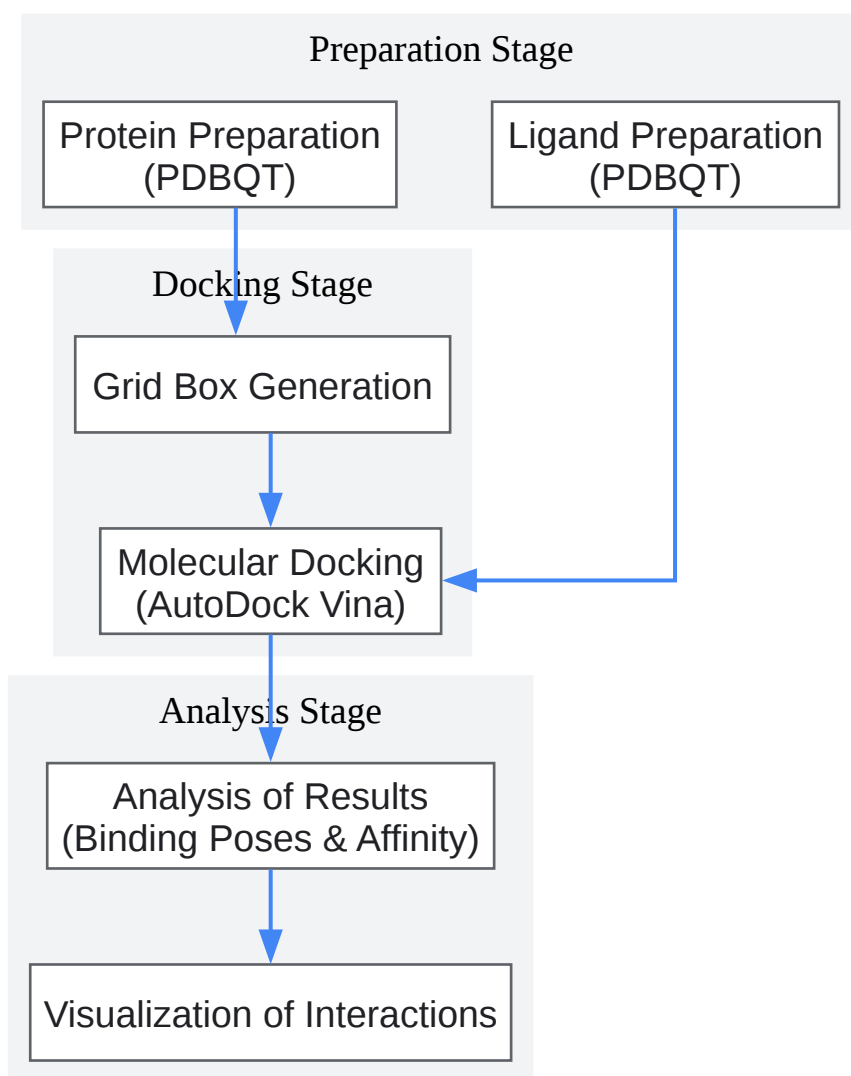 Preparation Stage
Protein Preparation
(PDBQT)
Ligand Preparation
(PDBQT)
Docking Stage
Grid Box Generation
Molecular Docking
(AutoDock Vina)
Analysis Stage
Analysis of Results
(Binding Poses & Affinity)
Visualization of Interactions